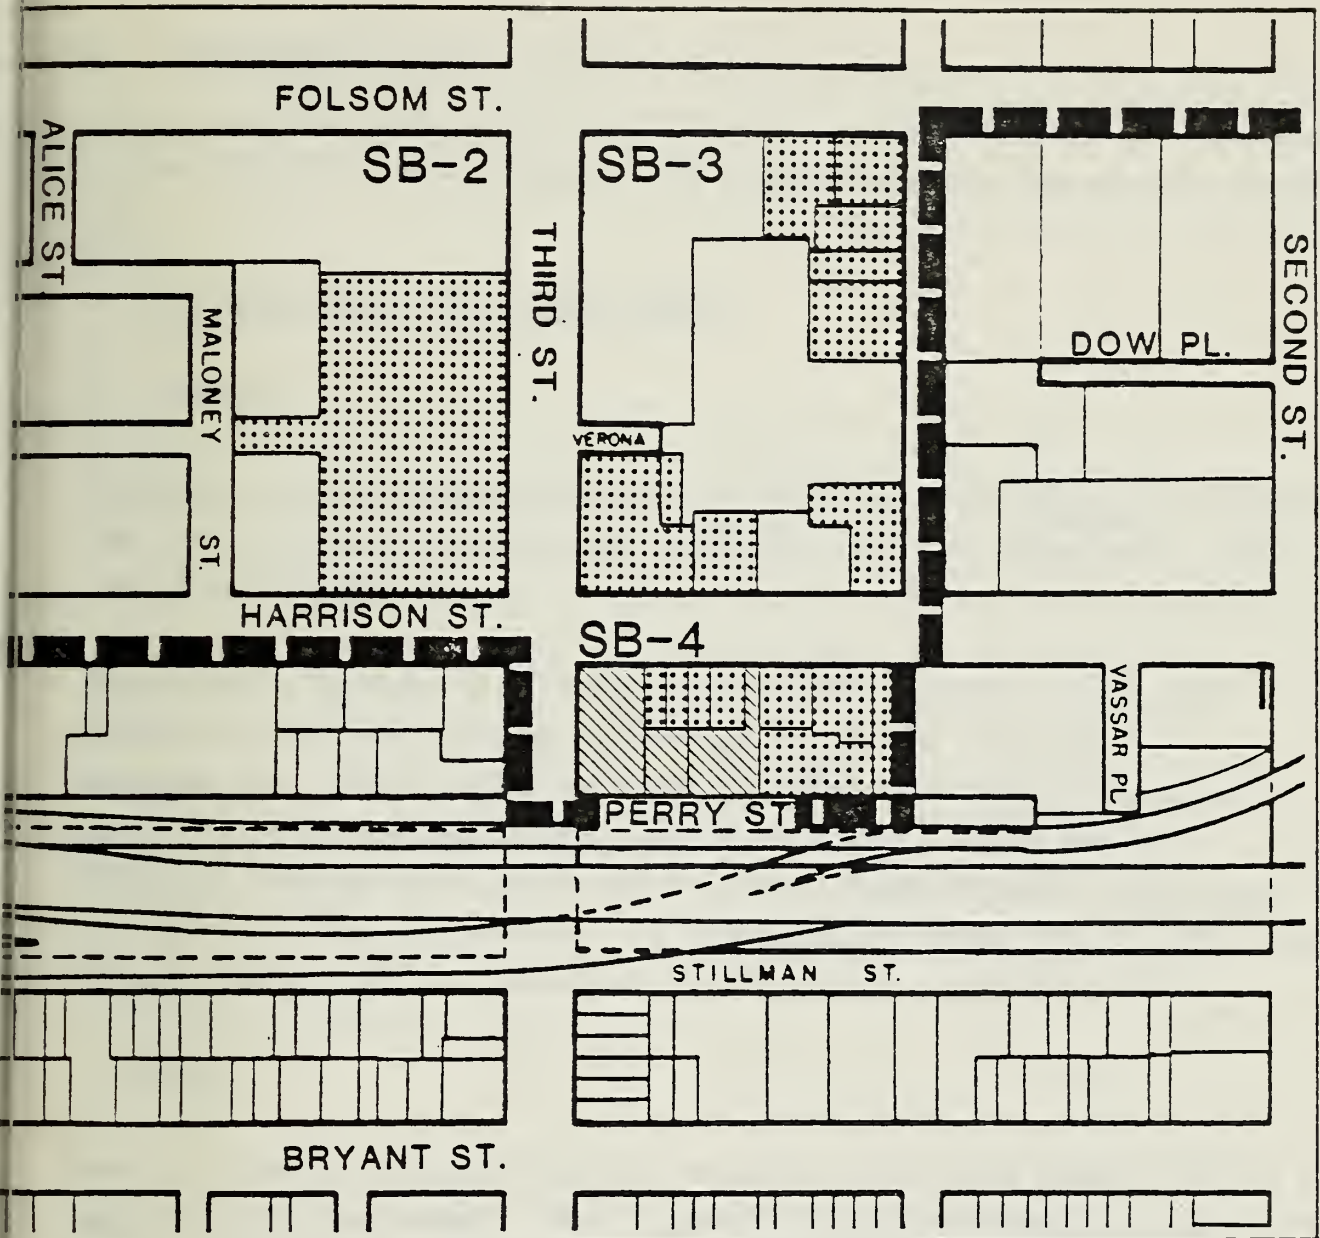 FOLSOM ST.
ALICE ST
SB-2
SB-3
THIRD ST.
SECOND ST.
MALONEY ST.
DOW PL.
VERONA
HARRISON ST.
SB-4
VASSAR PL
PERRY ST
STILLMAN ST.
BRYANT ST.